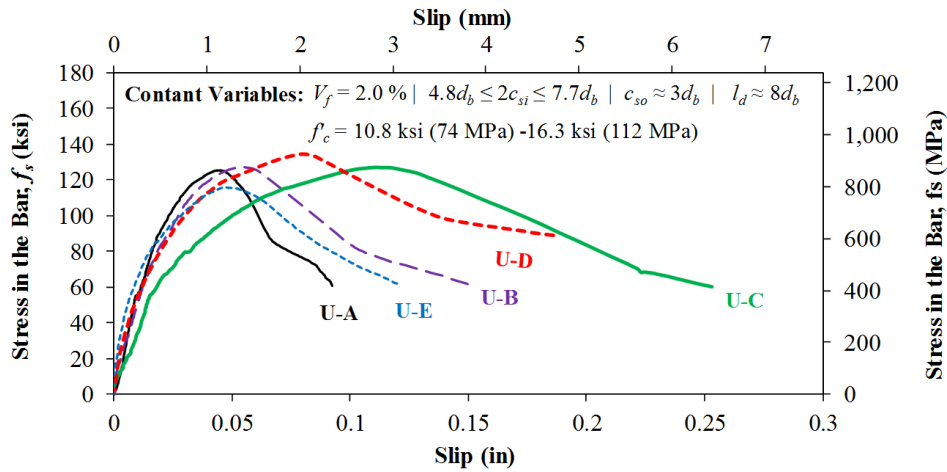 Slip (mm)
0 1 2 3 4 5 6 7
180 160 140 120 100 80 60 40 20 0
Stress in the Bar, fs (ksi)
Contant Variables: Vf = 2.0 % | 4.8db ≤ 2csi ≤ 7.7db | cso ≈ 3db | ld ≈ 8db
f'c = 10.8 ksi (74 MPa) -16.3 ksi (112 MPa)
U-A
U-E
U-B
U-D
U-C
1,200 1,000 800 600 400 200 0
Stress in the Bar, fs (MPa)
0 0.05 0.1 0.15 0.2 0.25 0.3
Slip (in)